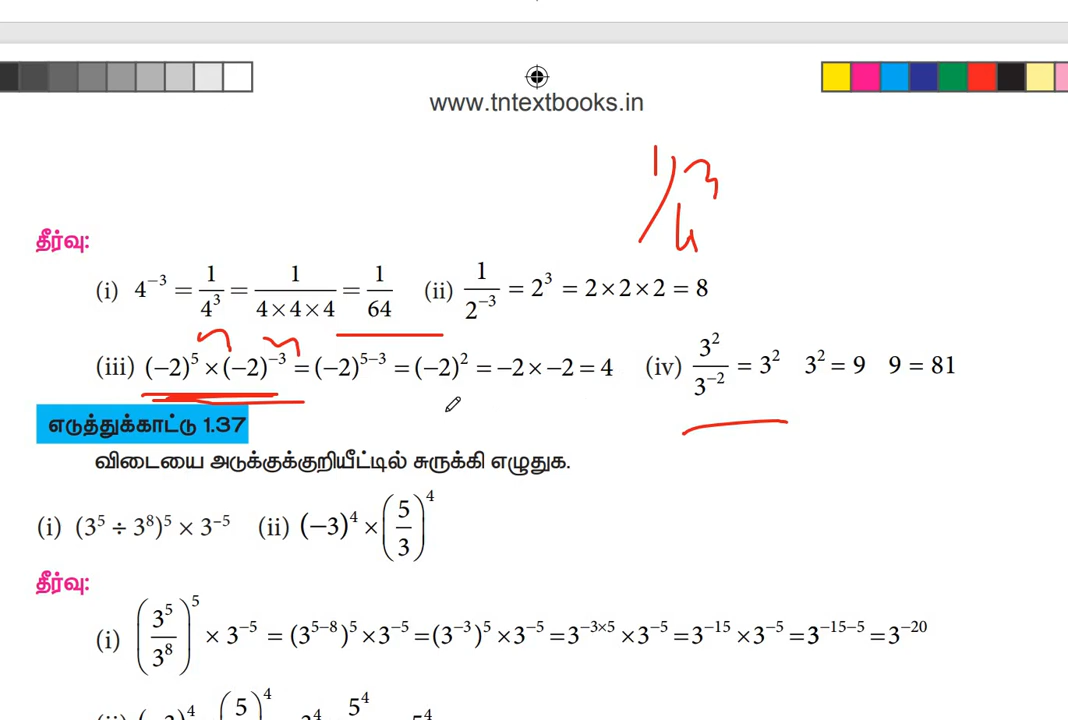 www.tntextbooks.in
1/4³
தீர்வு:
(i) 4⁻³ = 1/4³ = 1/(4×4×4) = 1/64 (ii) 1/2⁻³ = 2³ = 2×2×2 = 8
(iii) (−2)⁵ × (−2)⁻³ = (−2)⁵⁻³ = (−2)² = −2×−2 = 4 (iv) 3²/3⁻² = 3² 3² = 9 9 = 81
எடுத்துக்காட்டு 1.37
விடையை அடுக்குக்குறியீட்டில் சுருக்கி எழுதுக.
(i) (3⁵ ÷ 3⁸)⁵ × 3⁻⁵ (ii) (−3)⁴ × (5/3)⁴
தீர்வு:
(i) (3⁵/3⁸)⁵ × 3⁻⁵ = (3⁵⁻⁸)⁵ × 3⁻⁵ = (3⁻³)⁵ × 3⁻⁵ = 3⁻³ˣ⁵ × 3⁻⁵ = 3⁻¹⁵ × 3⁻⁵ = 3⁻¹⁵⁻⁵ = 3⁻²⁰